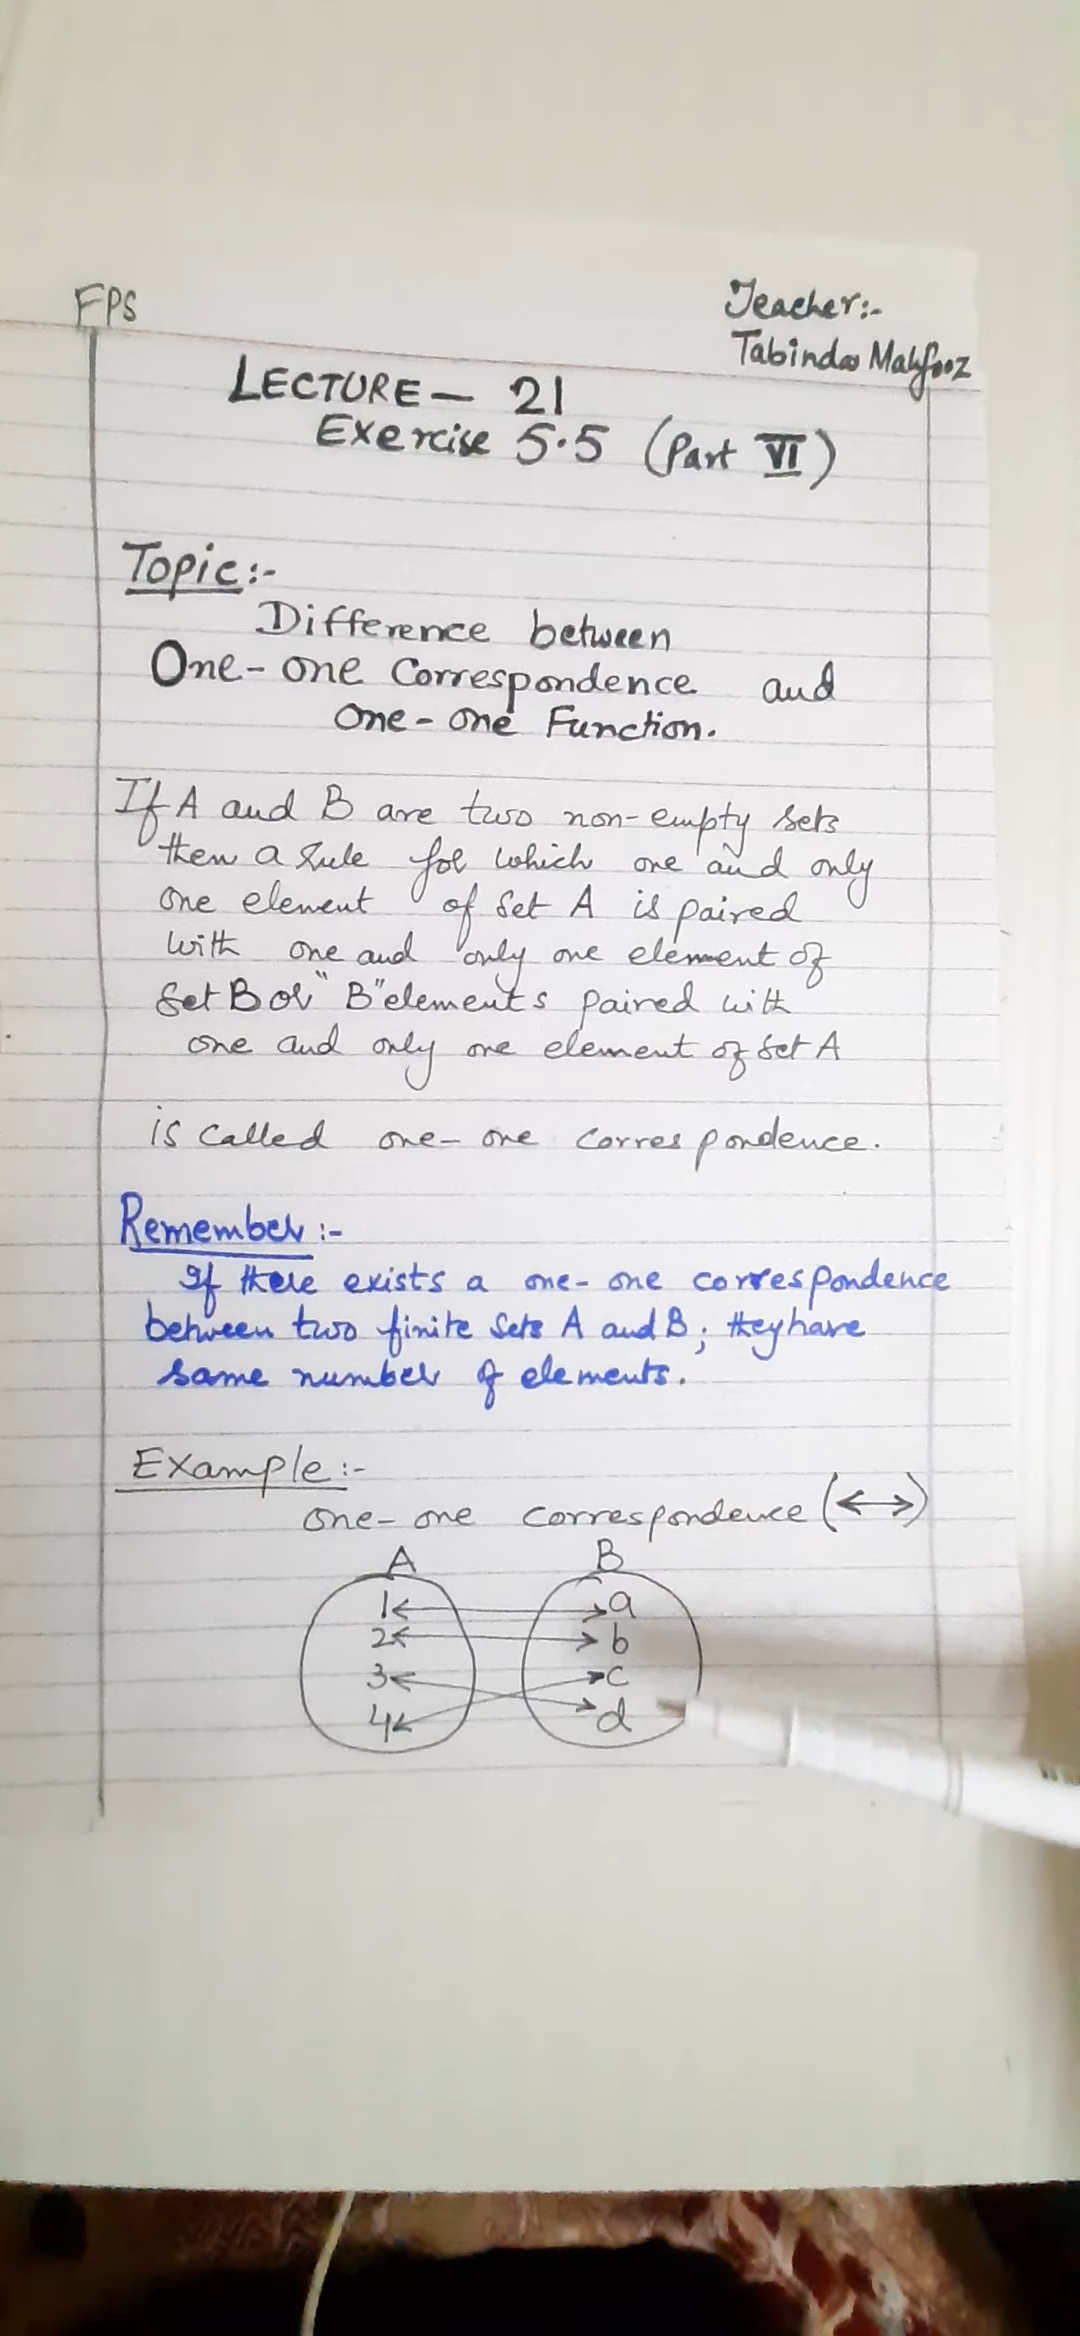 FPS
Teacher:-
Tabindaa Mahfooz
LECTURE - 21
Exercise 5.5 (Part VI)
Topic:-
Difference between
One-one Correspondence and
one-one Function.
If A and B are two non-empty sets
then a rule for which one and only
one element of set A is paired
with one and only one element of
set B or "B" elements paired with
one and only one element of set A
is called one-one correspondence.
Remember:-
If there exists a one-one correspondence
between two finite sets A and B; they have
same number of elements.
Example:-
one-one correspondence (↔)
A B
1 ↔ a
2 ↔ b
3 c
4 d